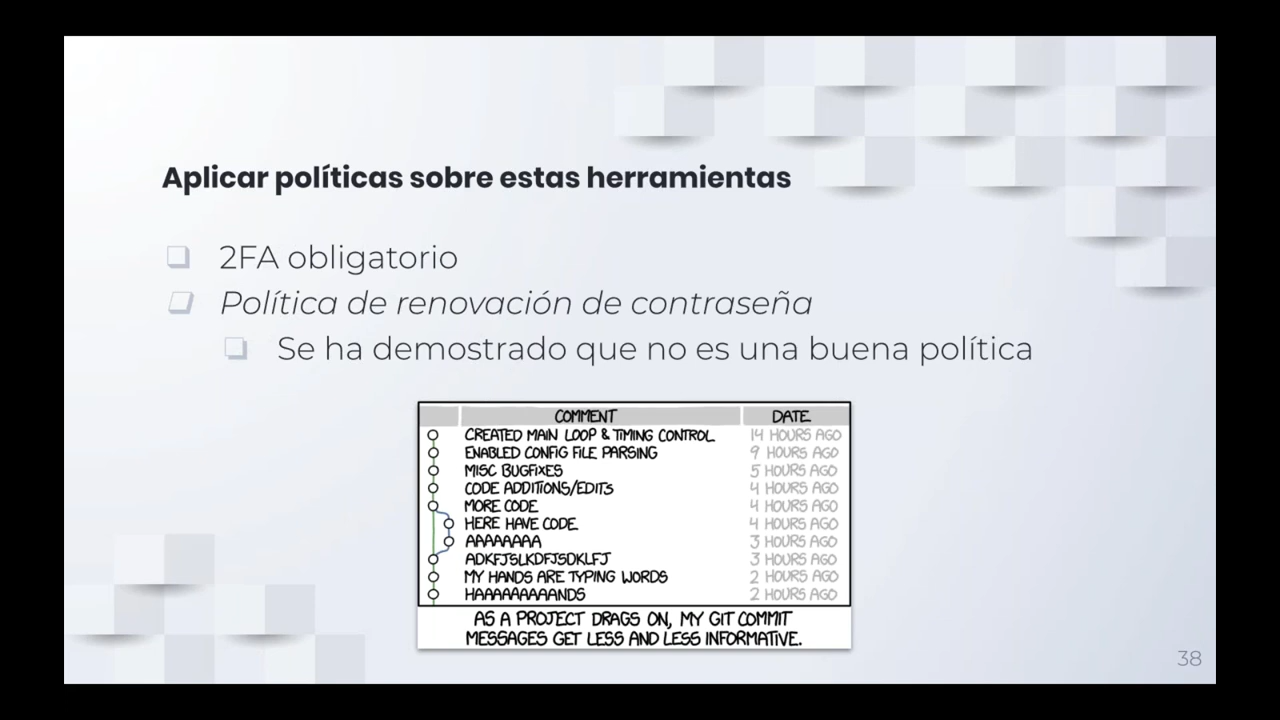 Aplicar políticas sobre estas herramientas
2FA obligatorio
Política de renovación de contraseña
Se ha demostrado que no es una buena política
COMMENT DATE
CREATED MAIN LOOP & TIMING CONTROL 14 HOURS AGO
ENABLED CONFIG FILE PARSING 9 HOURS AGO
MISC BUGFIXES 5 HOURS AGO
CODE ADDITIONS/EDITS 4 HOURS AGO
MORE CODE 4 HOURS AGO
HERE HAVE CODE 4 HOURS AGO
AAAAAAAA 3 HOURS AGO
ADKFJSLKDFJSDKLFJ 3 HOURS AGO
MY HANDS ARE TYPING WORDS 2 HOURS AGO
HAAAAAAAAANDS 2 HOURS AGO
AS A PROJECT DRAGS ON, MY GIT COMMIT
MESSAGES GET LESS AND LESS INFORMATIVE.
38